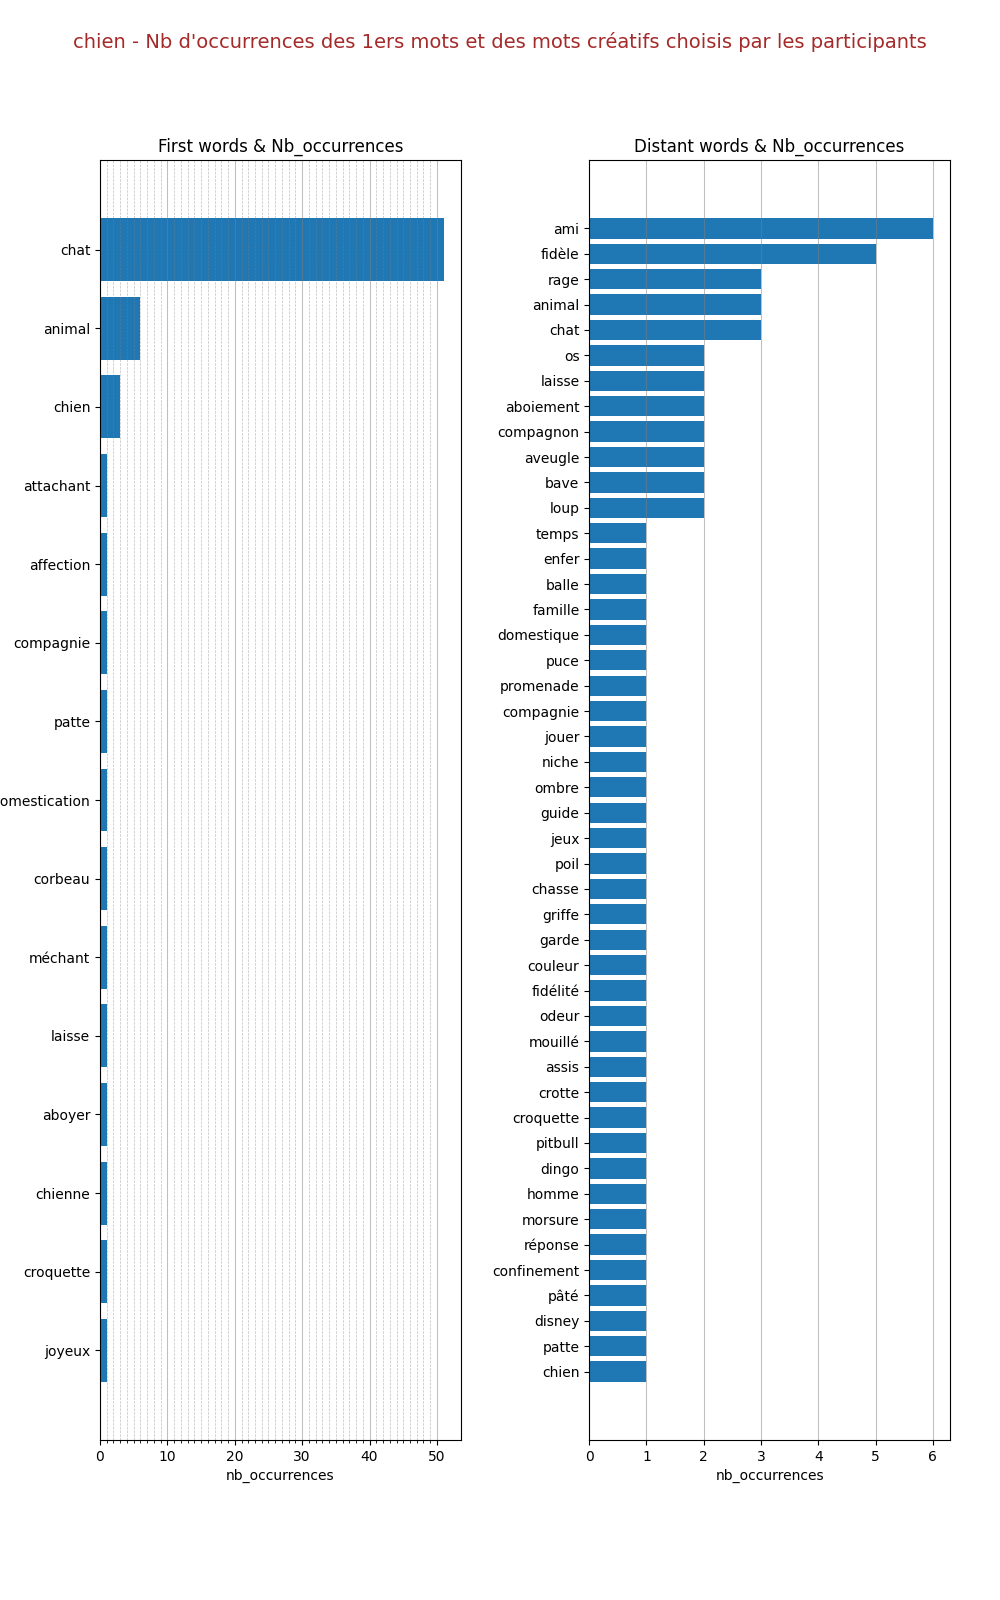 chien - Nb d'occurrences des 1ers mots et des mots créatifs choisis par les participants
First words & Nb_occurrences
chat
animal
chien
attachant
affection
compagnie
patte
omestication
corbeau
méchant
laisse
aboyer
chienne
croquette
joyeux
0 10 20 30 40 50
nb_occurrences
Distant words & Nb_occurrences
ami
fidèle
rage
animal
chat
os
laisse
aboiement
compagnon
aveugle
bave
loup
temps
enfer
balle
famille
domestique
puce
promenade
compagnie
jouer
niche
ombre
guide
jeux
poil
chasse
griffe
garde
couleur
fidélité
odeur
mouillé
assis
crotte
croquette
pitbull
dingo
homme
morsure
réponse
confinement
pâté
disney
patte
chien
0 1 2 3 4 5 6
nb_occurrences